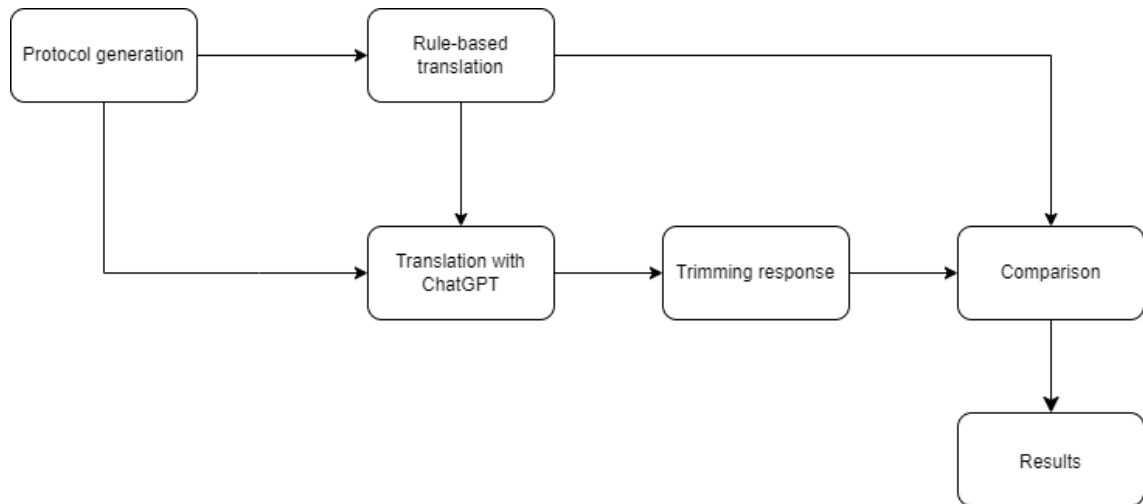 Protocol generation
Rule-based
translation
Translation with
ChatGPT
Trimming response
Comparison
Results